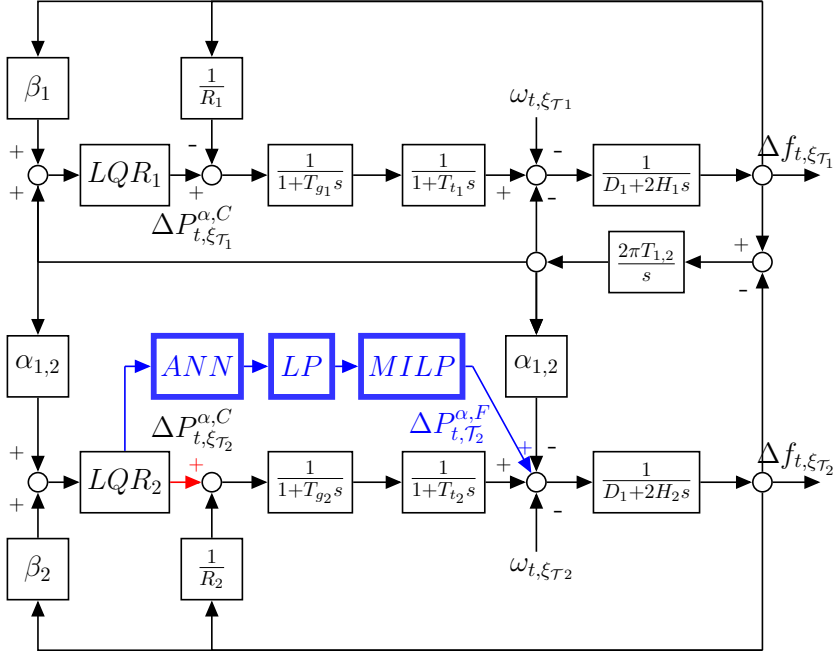 β₁
1/R₁
ω_{t,ξ_{𝒯1}}
-
-
+
+
LQR₁
+
1/(1+T_{g₁}s)
1/(1+T_{t₁}s)
+
-
1/(D₁+2H₁s)
Δf_{t,ξ_{𝒯₁}}
ΔP^{α,C}_{t,ξ_{𝒯₁}}
2πT_{1,2}/s
+
-
α_{1,2}
ANN
LP
MILP
α_{1,2}
ΔP^{α,C}_{t,ξ_{𝒯₂}}
ΔP^{α,F}_{t,𝒯₂}
+
-
+
+
LQR₂
+
1/(1+T_{g₂}s)
1/(1+T_{t₂}s)
+
-
1/(D₁+2H₂s)
Δf_{t,ξ_{𝒯₂}}
β₂
1/R₂
ω_{t,ξ_{𝒯2}}